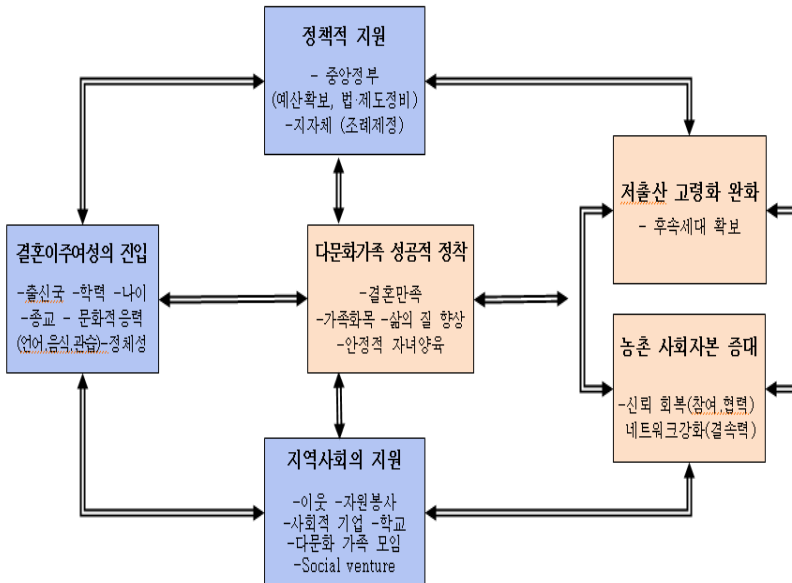 정책적 지원
- 중앙정부
(예산확보, 법·제도정비)
-지자체 (조례제정)
저출산 고령화 완화
- 후속세대 확보
결혼이주여성의 진입
-출신국 -학력 -나이
-종교 - 문화적응력
(언어,음식,관습)-정체성
다문화가족 성공적 정착
-결혼만족
-가족화목 -삶의 질 향상
-안정적 자녀양육
농촌 사회자본 증대
-신뢰 회복(참여,협력)
네트워크강화(결속력)
지역사회의 지원
-이웃 -자원봉사
-사회적 기업 -학교
-다문화 가족 모임
-Social venture